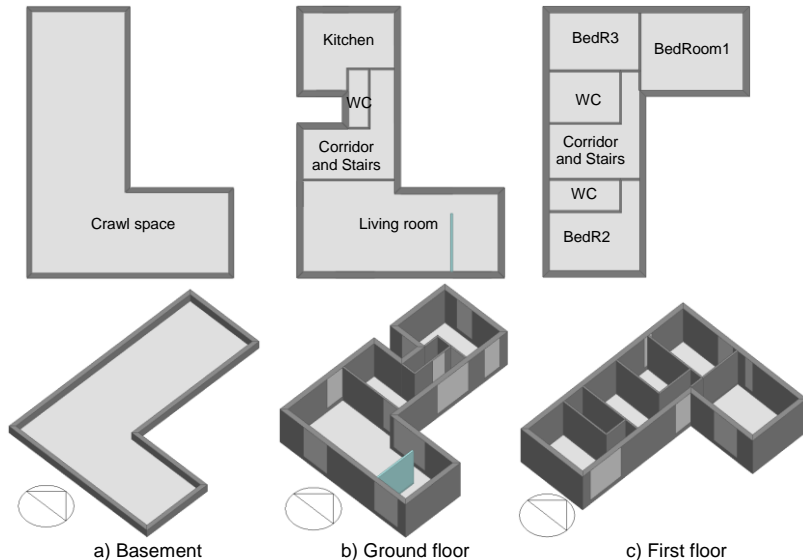 Crawl space
Kitchen
WC
Corridor
and Stairs
Living room
BedR3
BedRoom1
WC
Corridor
and Stairs
WC
BedR2
a) Basement
b) Ground floor
c) First floor